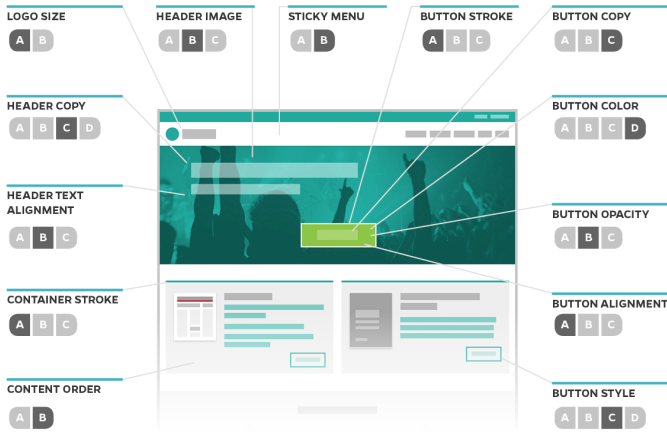 LOGO SIZE
A B
HEADER IMAGE
A B C
STICKY MENU
A B
BUTTON STROKE
A B C
BUTTON COPY
A B C
HEADER COPY
A B C D
BUTTON COLOR
A B C D
HEADER TEXT
ALIGNMENT
A B C
BUTTON OPACITY
A B C
CONTAINER STROKE
A B C
BUTTON ALIGNMENT
A B C
CONTENT ORDER
A B
BUTTON STYLE
A B C D